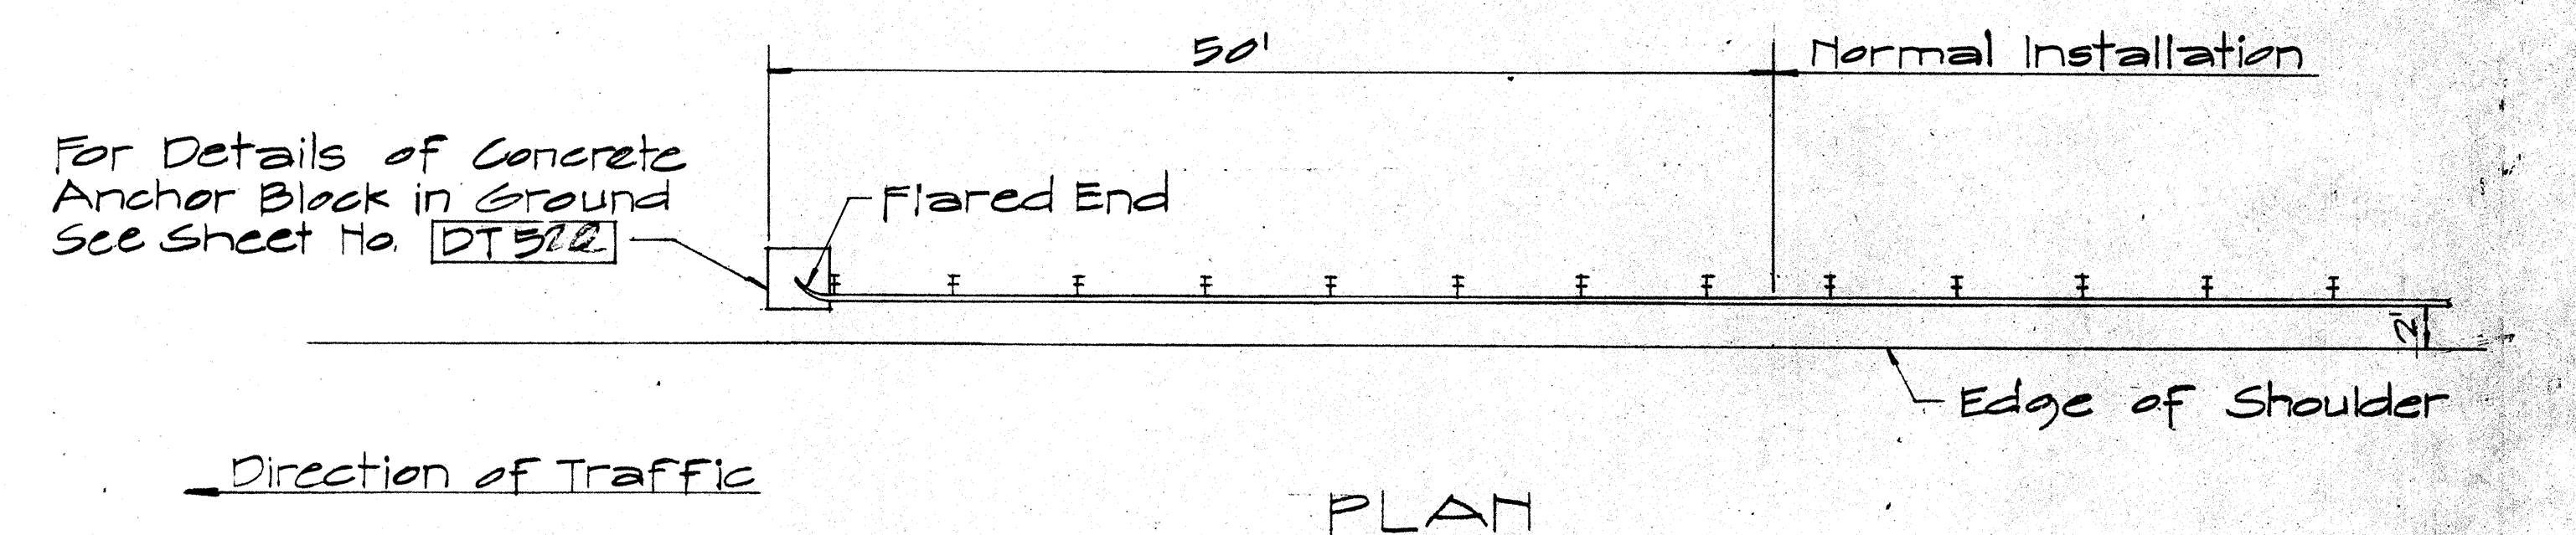 50'
Normal Installation
For Details of Concrete
Anchor Block in Ground
See Sheet No.
Flared End
2'
Edge of Shoulder
Direction of Traffic
PLAN